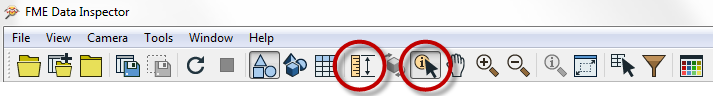 FME Data Inspector
File View Camera Tools Window Help